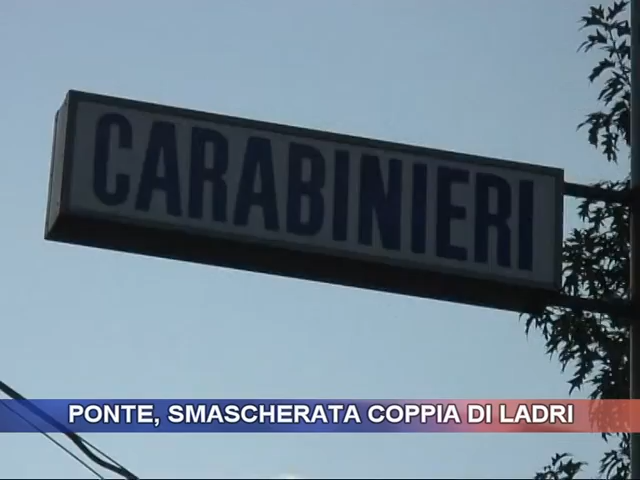 CARABINIERI
PONTE, SMASCHERATA COPPIA DI LADRI